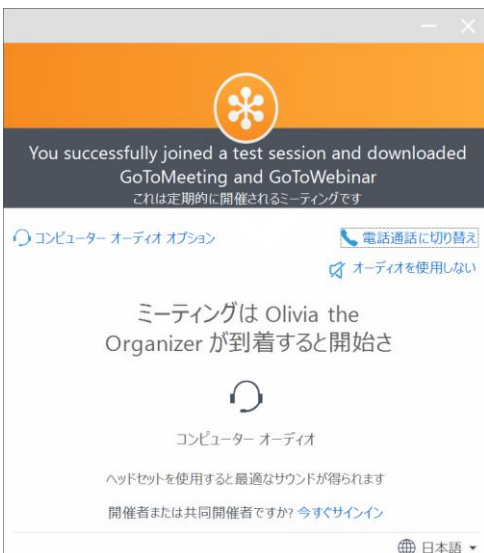 You successfully joined a test session and downloaded
GoToMeeting and GoToWebinar
これは定期的に開催されるミーティングです
コンピューター オーディオ オプション
電話通話に切り替え
オーディオを使用しない
ミーティングは Olivia the
Organizer が到着すると開始さ
コンピューター オーディオ
ヘッドセットを使用すると最適なサウンドが得られます
開催者または共同開催者ですか? 今すぐサインイン
日本語